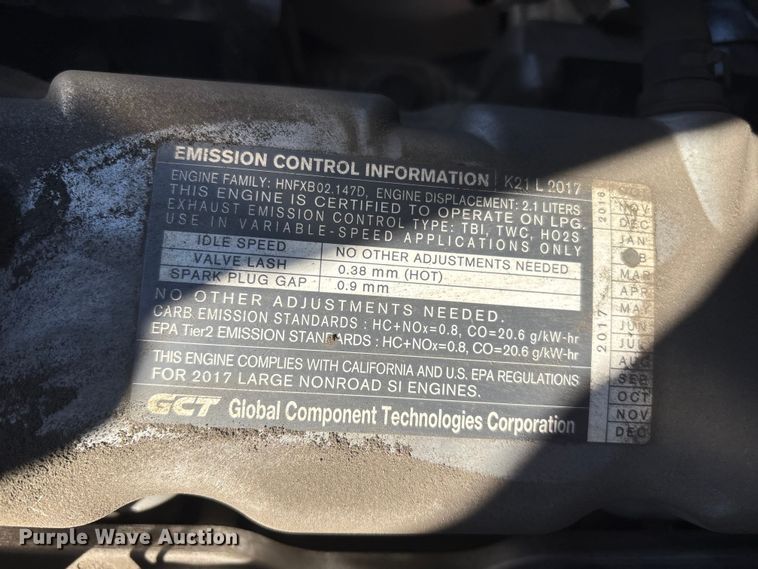 EMISSION CONTROL INFORMATION K21 L 2017
ENGINE FAMILY: HNFXB02.147D, ENGINE DISPLACEMENT: 2.1 LITERS
THIS ENGINE IS CERTIFIED TO OPERATE ON LPG.
EXHAUST EMISSION CONTROL TYPE: TBI, TWC, HO2S
USE IN VARIABLE-SPEED APPLICATIONS ONLY
IDLE SPEED NO OTHER ADJUSTMENTS NEEDED
VALVE LASH 0.38 mm (HOT)
SPARK PLUG GAP 0.9 mm
NO OTHER ADJUSTMENTS NEEDED.
CARB EMISSION STANDARDS : HC+NOx=0.8, CO=20.6 g/kW-hr
EPA Tier2 EMISSION STANDARDS : HC+NOx=0.8, CO=20.6 g/kW-hr
THIS ENGINE COMPLIES WITH CALIFORNIA AND U.S. EPA REGULATIONS
FOR 2017 LARGE NONROAD SI ENGINES.
GCT Global Component Technologies Corporation
2017
NOV
DEC
JAN
MAR
APR
MAY
JUN
JUL
AUG
SEP
OCT
NOV
DEC
Purple Wave Auction